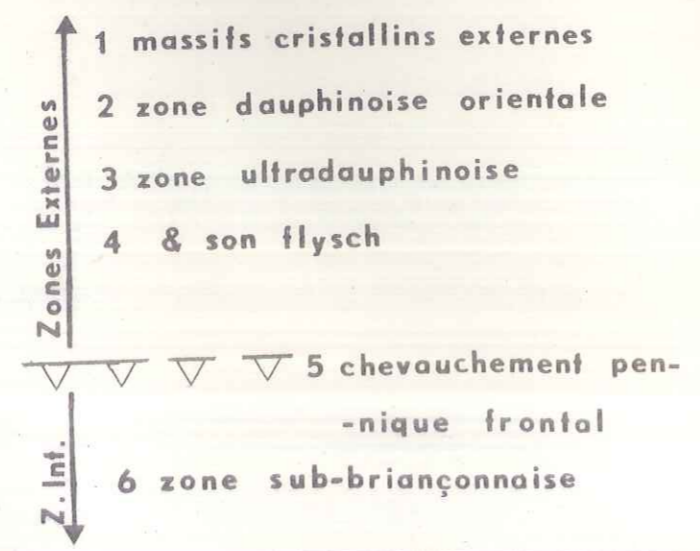 Zones Externes
1 massifs cristallins externes
2 zone dauphinoise orientale
3 zone ultradauphinoise
4 & son flysch
5 chevauchement pen-
-nique frontal
Z. Int.
6 zone sub-briançonnaise